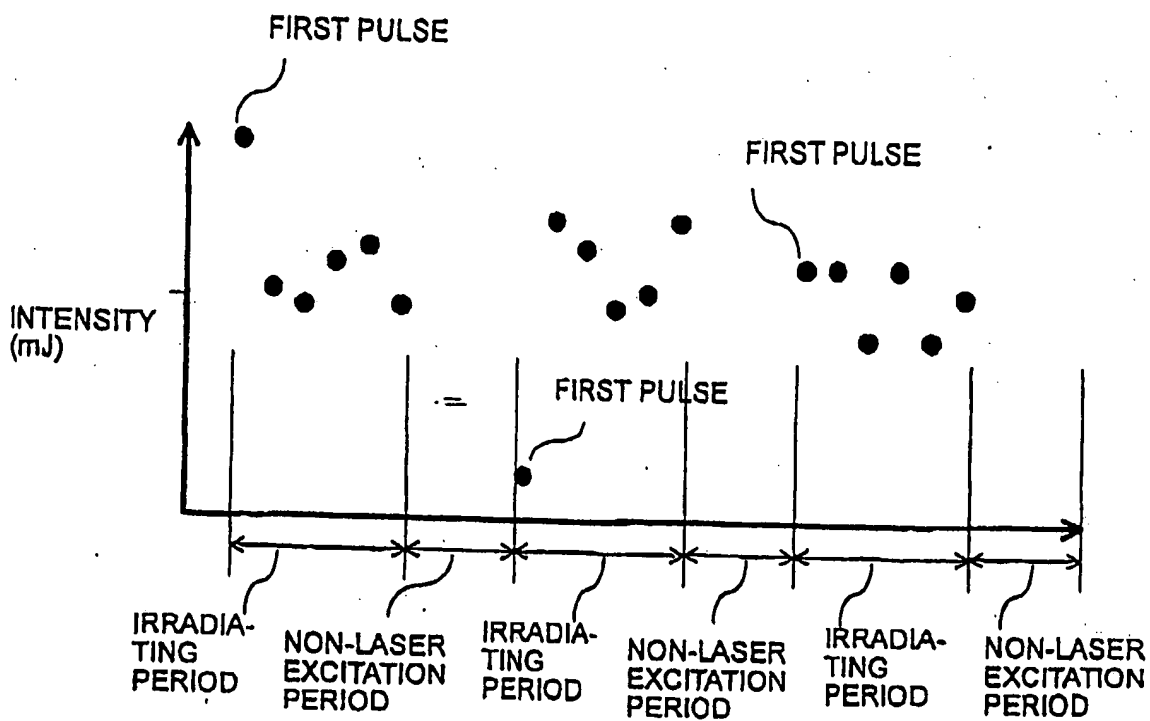 FIRST PULSE
FIRST PULSE
INTENSITY
(mJ)
FIRST PULSE
IRRADIA-
TING
PERIOD
NON-LASER
EXCITATION
PERIOD
IRRADIA-
TING
PERIOD
NON-LASER
EXCITATION
PERIOD
IRRADIA-
TING
PERIOD
NON-LASER
EXCITATION
PERIOD